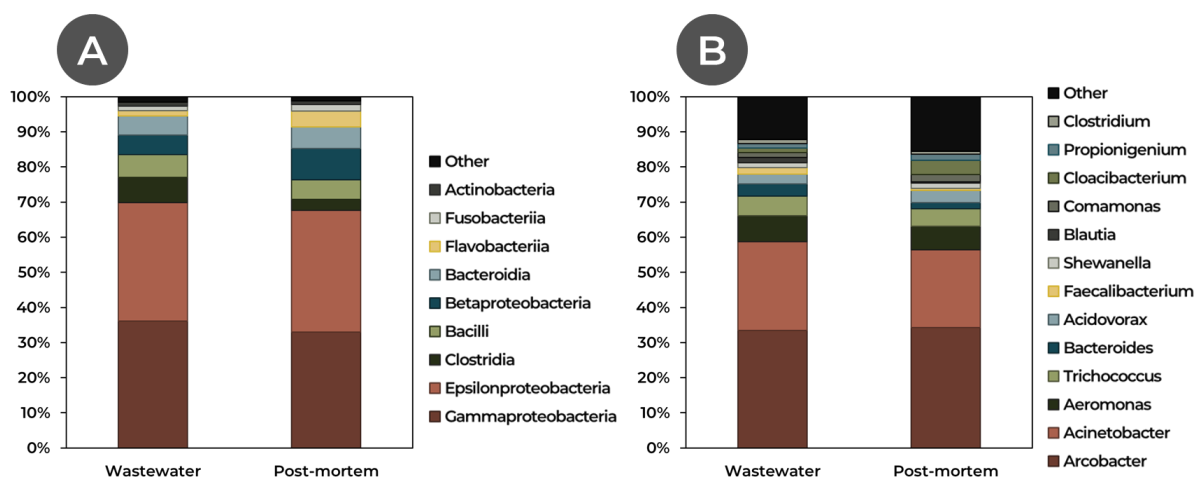 A
100%
90%
80%
70%
60%
50%
40%
30%
20%
10%
0%
Wastewater
Post-mortem
Other
Actinobacteria
Fusobacteriia
Flavobacteriia
Bacteroidia
Betaproteobacteria
Bacilli
Clostridia
Epsilonproteobacteria
Gammaproteobacteria
B
100%
90%
80%
70%
60%
50%
40%
30%
20%
10%
0%
Wastewater
Post-mortem
Other
Clostridium
Propionigenium
Cloacibacterium
Comamonas
Blautia
Shewanella
Faecalibacterium
Acidovorax
Bacteroides
Trichococcus
Aeromonas
Acinetobacter
Arcobacter